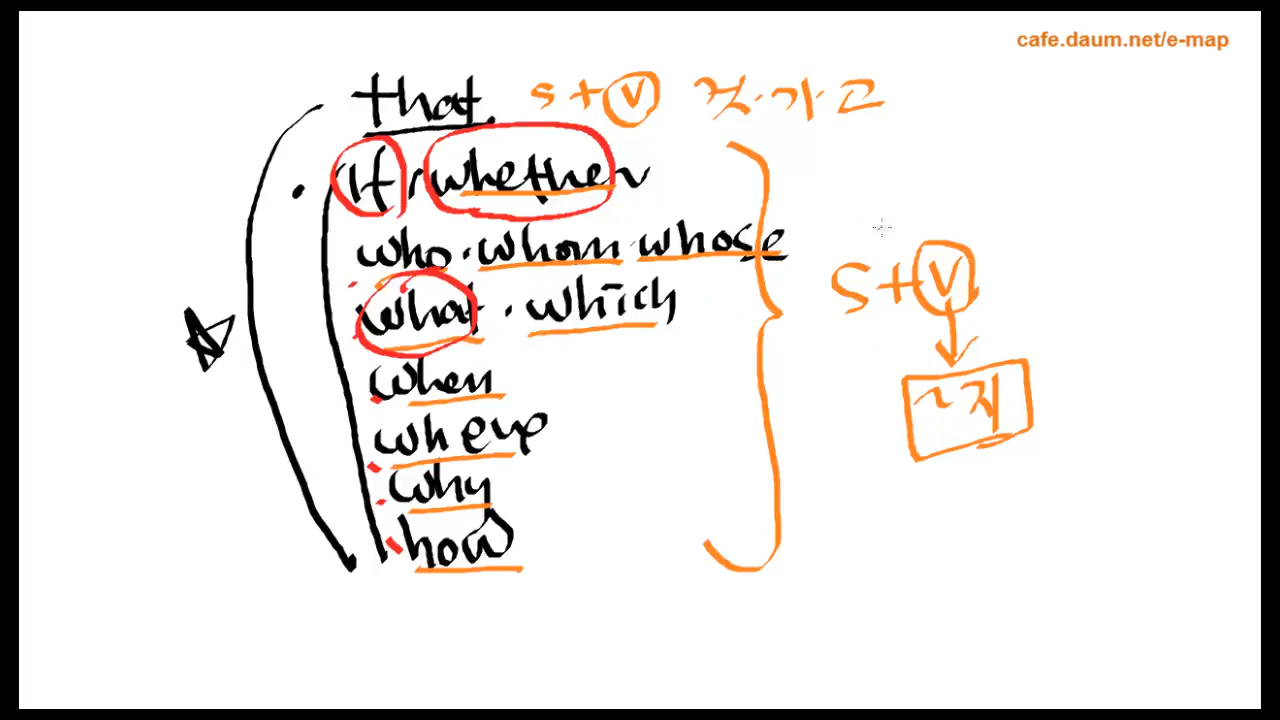 cafe.daum.net/e-map
that. s+v 것·가·고
· If, whether
who · whom · whose
what · which
s+v
when
~지
where
why
how